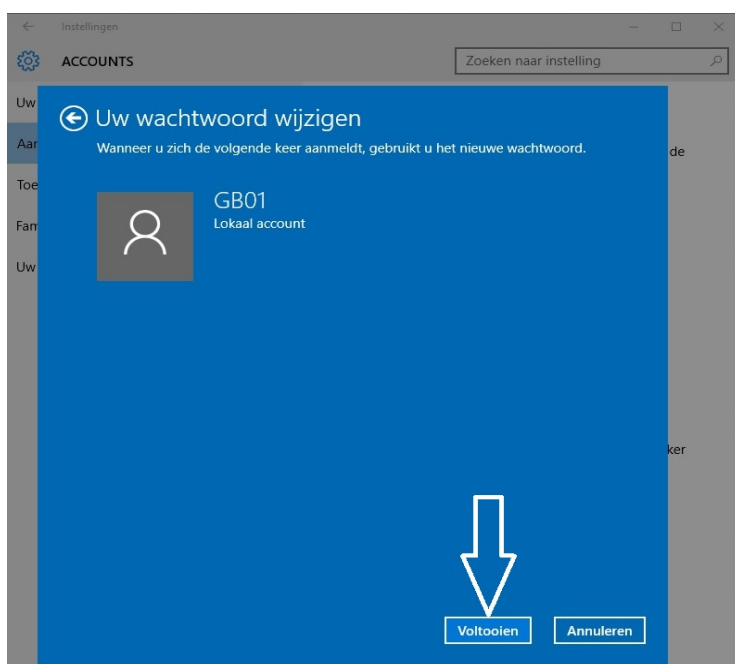 Instellingen
ACCOUNTS
Zoeken naar instelling
Uw
Aan
Toe
Fam
Uw
Uw wachtwoord wijzigen
Wanneer u zich de volgende keer aanmeldt, gebruikt u het nieuwe wachtwoord.
de
GB01
Lokaal account
ker
Voltooien
Annuleren